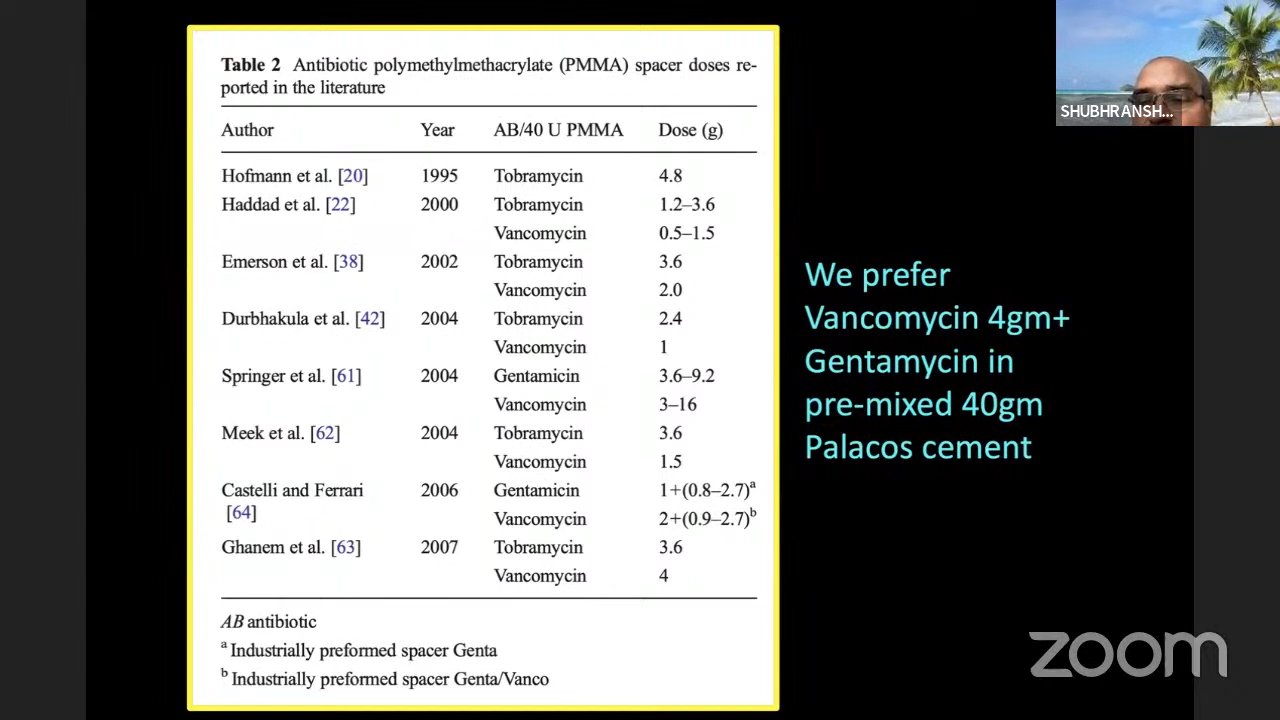 Table 2 Antibiotic polymethylmethacrylate (PMMA) spacer doses re-
ported in the literature
Author Year AB/40 U PMMA Dose (g)
Hofmann et al. [20] 1995 Tobramycin 4.8
Haddad et al. [22] 2000 Tobramycin 1.2–3.6
Vancomycin 0.5–1.5
Emerson et al. [38] 2002 Tobramycin 3.6
Vancomycin 2.0
Durbhakula et al. [42] 2004 Tobramycin 2.4
Vancomycin 1
Springer et al. [61] 2004 Gentamicin 3.6–9.2
Vancomycin 3–16
Meek et al. [62] 2004 Tobramycin 3.6
Vancomycin 1.5
Castelli and Ferrari 2006 Gentamicin 1+(0.8–2.7)a
[64] Vancomycin 2+(0.9–2.7)b
Ghanem et al. [63] 2007 Tobramycin 3.6
Vancomycin 4
AB antibiotic
a Industrially preformed spacer Genta
b Industrially preformed spacer Genta/Vanco
We prefer
Vancomycin 4gm+
Gentamycin in
pre-mixed 40gm
Palacos cement
SHUBHRANSH...
zoom